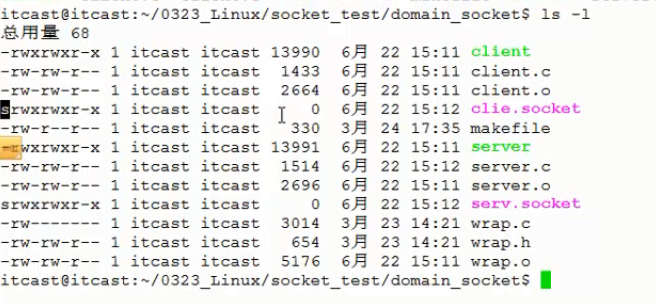 itcast@itcast:~/0323_Linux/socket_test/domain_socket$ ls -l
总用量 68
-rwxrwxr-x 1 itcast itcast 13990 6月 22 15:11 client
-rw-rw-r-- 1 itcast itcast 1433 6月 22 15:11 client.c
-rw-rw-r-- 1 itcast itcast 2664 6月 22 15:11 client.o
srwxrwxr-x 1 itcast itcast 0 6月 22 15:12 clie.socket
-rw-r--r-- 1 itcast itcast 330 3月 24 17:35 makefile
-rwxrwxr-x 1 itcast itcast 13991 6月 22 15:11 server
-rw-rw-r-- 1 itcast itcast 1514 6月 22 15:12 server.c
-rw-rw-r-- 1 itcast itcast 2696 6月 22 15:11 server.o
srwxrwxr-x 1 itcast itcast 0 6月 22 15:12 serv.socket
-rw------- 1 itcast itcast 3014 3月 23 14:21 wrap.c
-rw-rw-r-- 1 itcast itcast 654 3月 23 14:21 wrap.h
-rw-rw-r-- 1 itcast itcast 5176 6月 22 15:11 wrap.o
itcast@itcast:~/0323_Linux/socket_test/domain_socket$